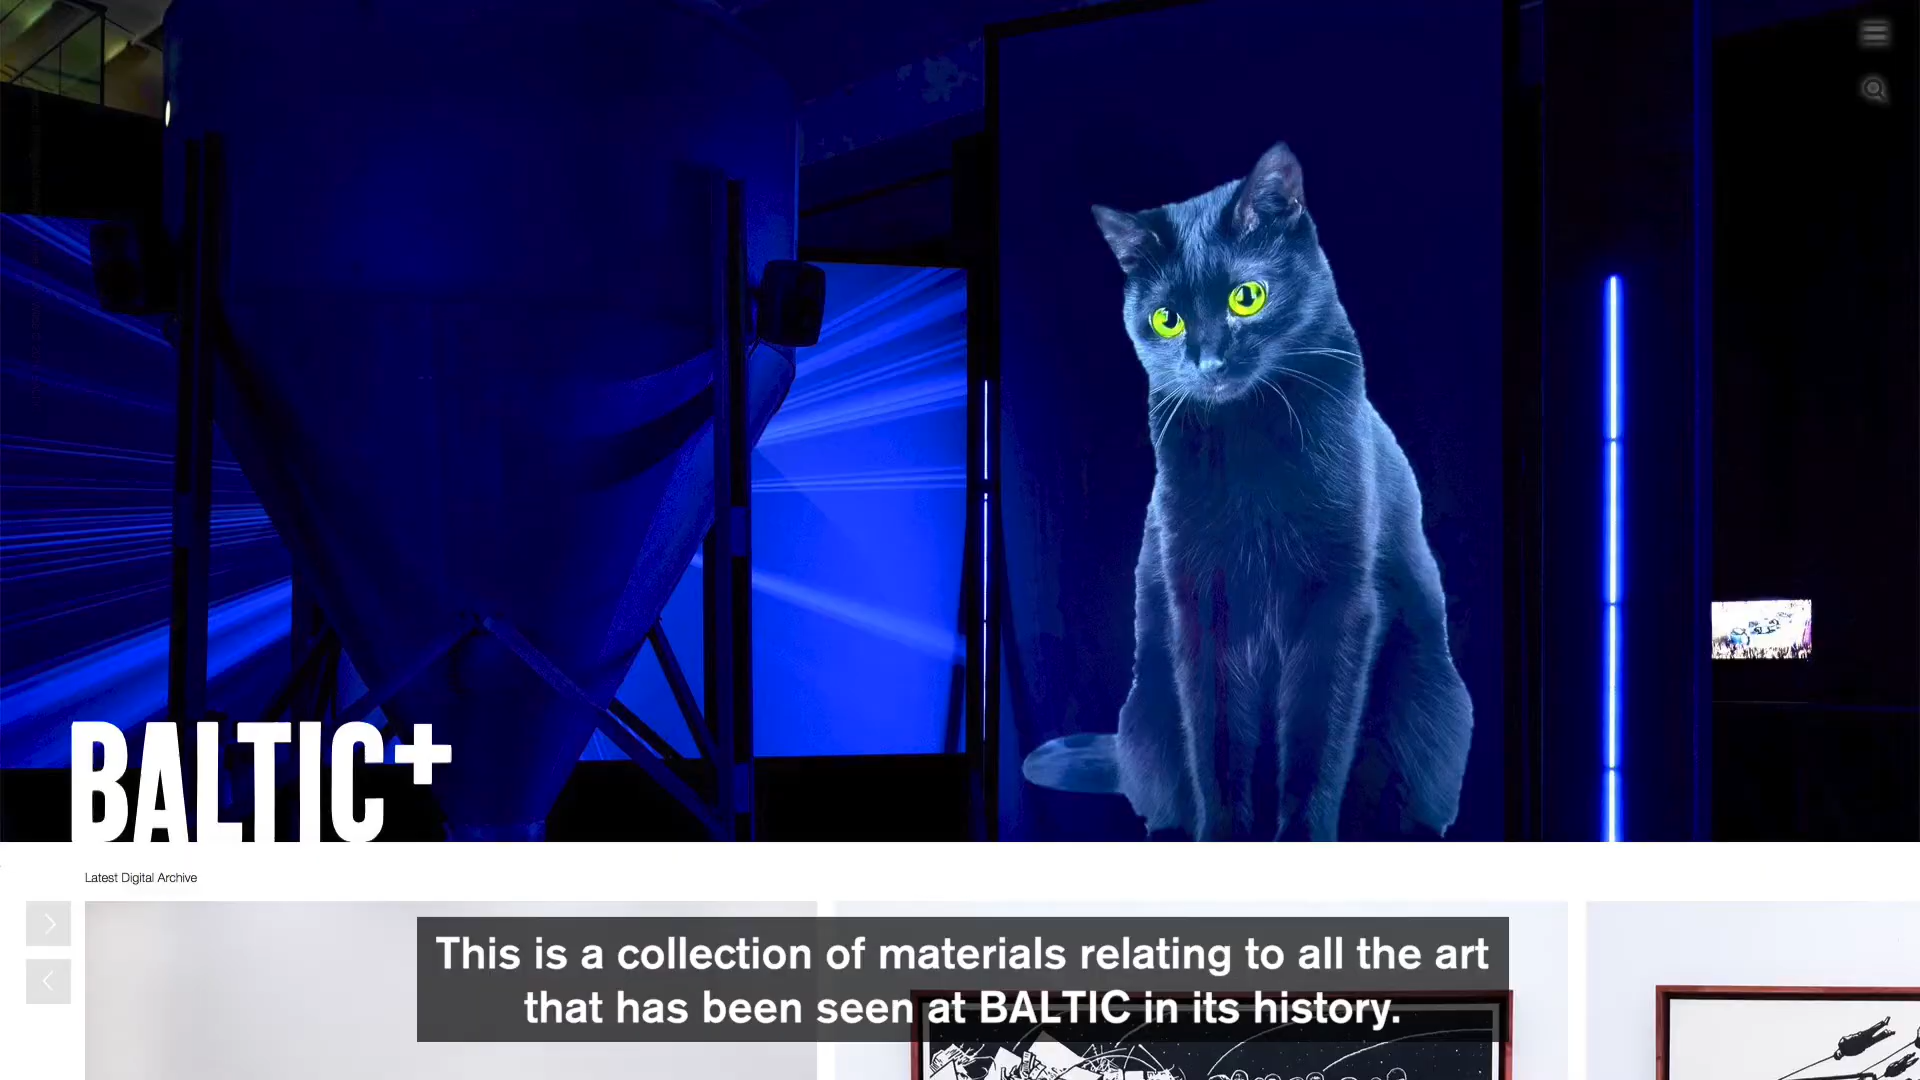 BALTIC+
Latest Digital Archive
This is a collection of materials relating to all the art
that has been seen at BALTIC in its history.